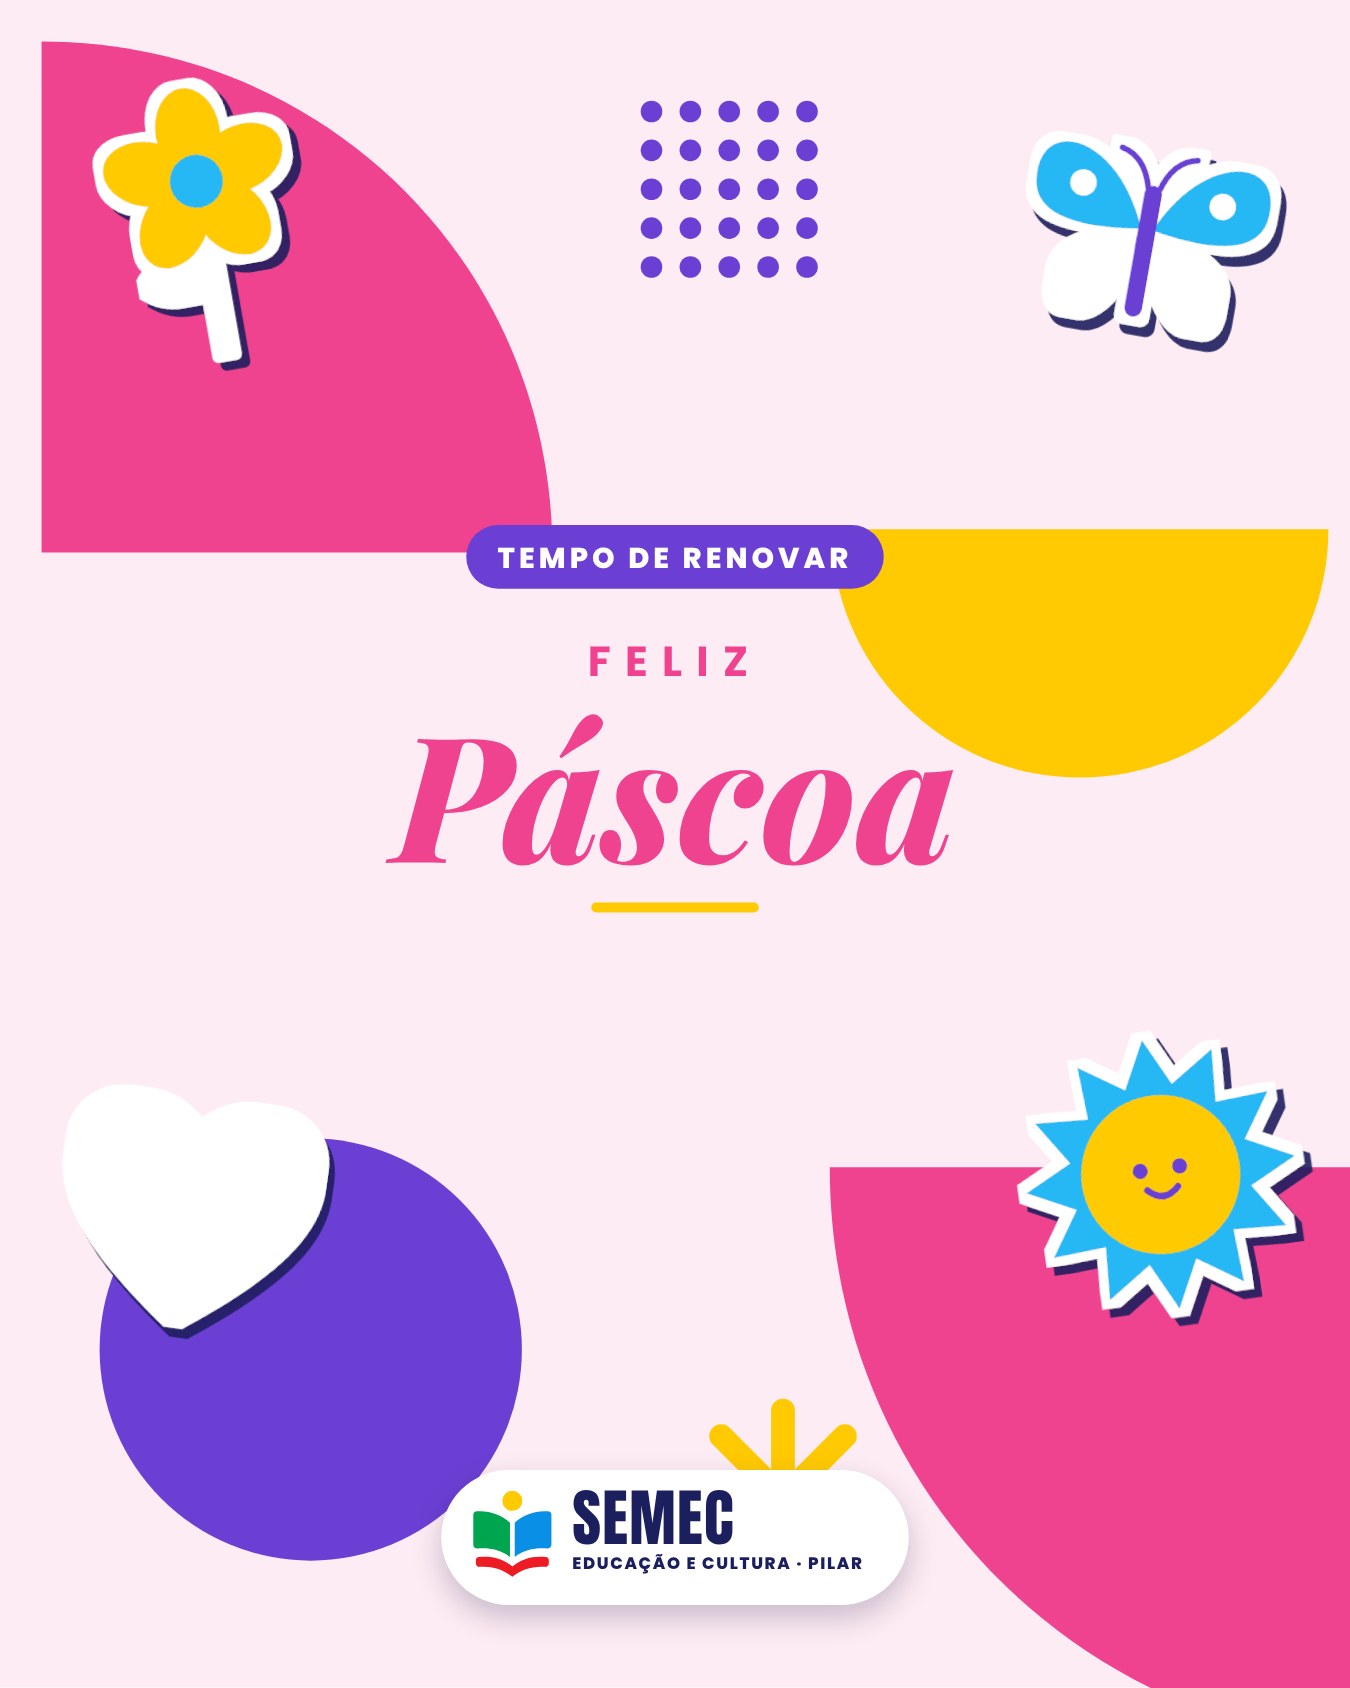 TEMPO DE RENOVAR
FELIZ
Páscoa
SEMEC
EDUCAÇÃO E CULTURA · PILAR